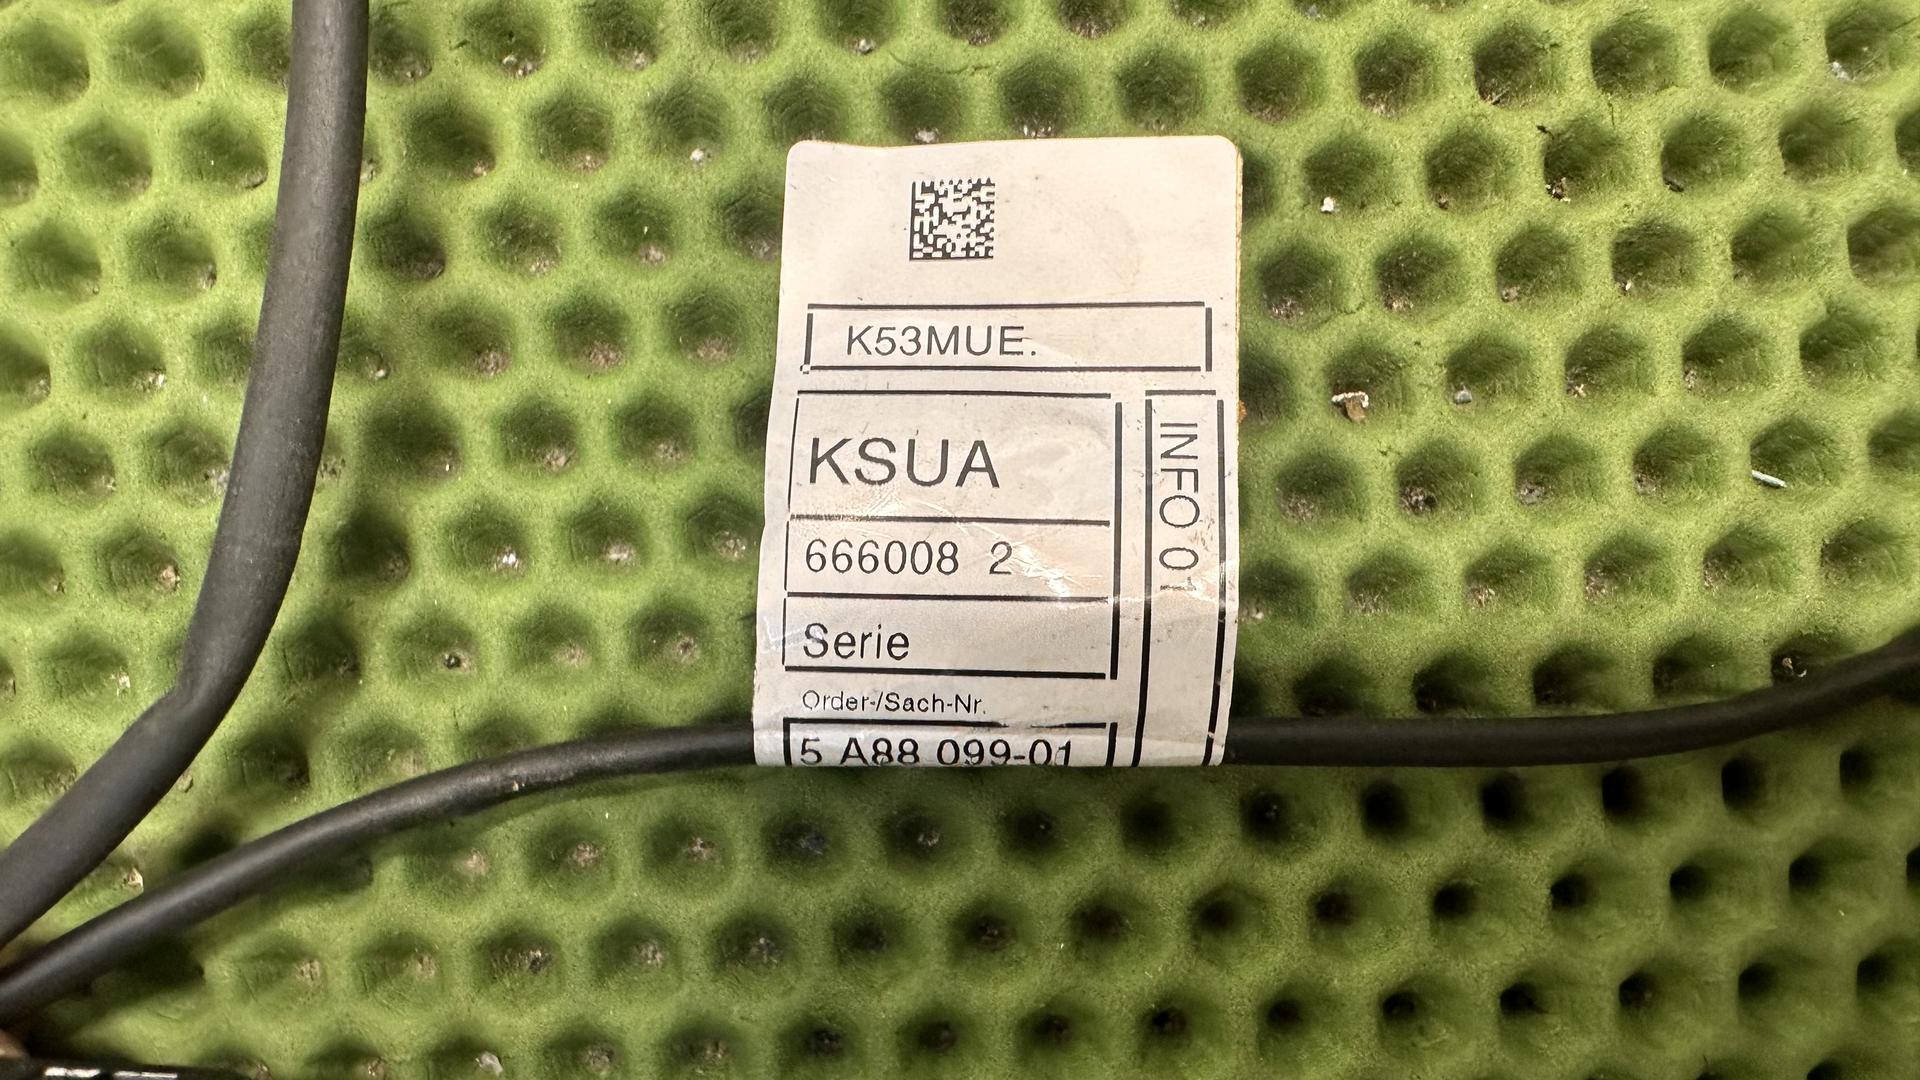 K53MUE.
KSUA
666008 2
Serie
Order-/Sach-Nr.
5 A88 099-01
INFO 01